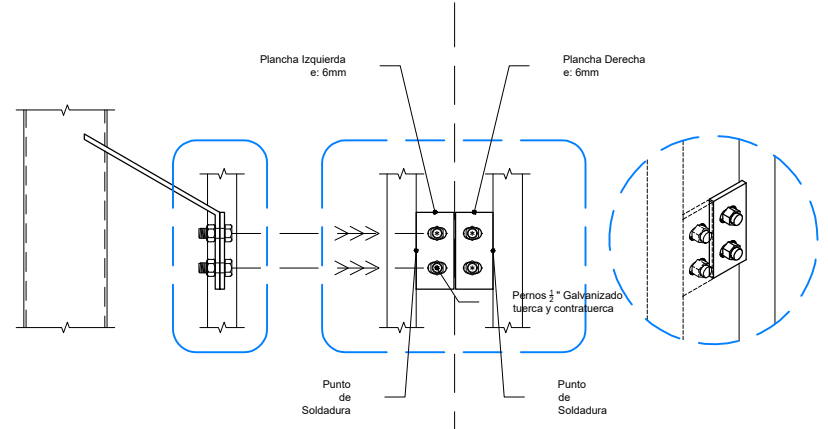 Plancha Izquierda
e: 6mm
Plancha Derecha
e: 6mm
Pernos ½" Galvanizado
tuerca y contratuerca
Punto
de
Soldadura
Punto
de
Soldadura